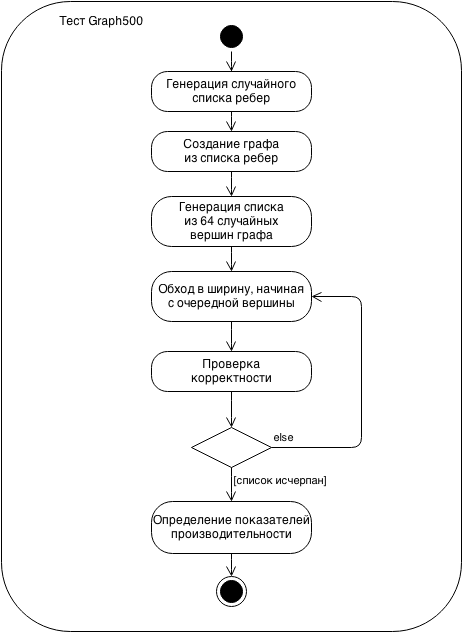 Тест Graph500
Генерация случайного
списка ребер
Создание графа
из списка ребер
Генерация списка
из 64 случайных
вершин графа
Обход в ширину, начиная
с очередной вершины
Проверка
корректности
else
[список исчерпан]
Определение показателей
производительности